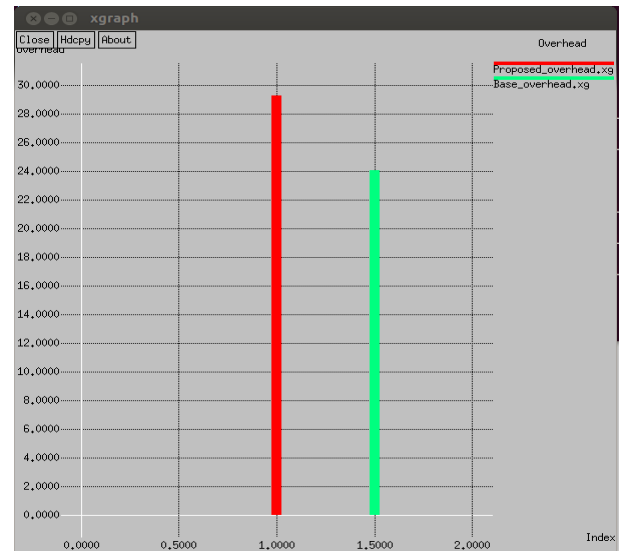 xgraph
Close Hdcpy About
Overhead
Overhead
Proposed_overhead.xg
Base_overhead.xg
30.0000
28.0000
26.0000
24.0000
22.0000
20.0000
18.0000
16.0000
14.0000
12.0000
10.0000
8.0000
6.0000
4.0000
2.0000
0.0000
0.0000 0.5000 1.0000 1.5000 2.0000
Index